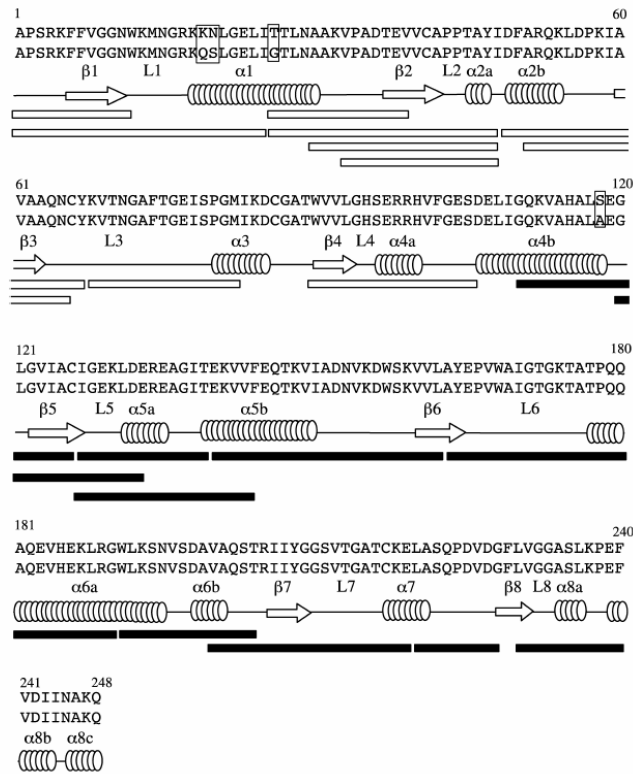 1 60
APSRKFFVGGNWKMNGRKKNLGELITTLNAAKVPADTEVVCAPPTAYIDFARQKLDPKIA
APSRKFFVGGNWKMNGRKQSLGELIGTLNAAKVPADTEVVCAPPTAYIDFARQKLDPKIA
β1 L1 α1 β2 L2 α2a α2b
61 120
VAAQNCYKVTNGAFTGEISPGMIKDCGATWVVLGHSERRHVFGESDELIGQKVAHALSEG
VAAQNCYKVTNGAFTGEISPGMIKDCGATWVVLGHSERRHVFGESDELIGQKVAHALAEG
β3 L3 α3 β4 L4 α4a α4b
121 180
LGVIACIGEKLDEREAGITEKVVFEQTKVIADNVKDWSKVVLAYEPVWAIGTGKTATPQQ
LGVIACIGEKLDEREAGITEKVVFEQTKVIADNVKDWSKVVLAYEPVWAIGTGKTATPQQ
β5 L5 α5a α5b β6 L6
181 240
AQEVHEKLRGWLKSNVSDAVAQSTRIIYGGSVTGATCKELASQPDVDGFLVGGASLKPEF
AQEVHEKLRGWLKSNVSDAVAQSTRIIYGGSVTGATCKELASQPDVDGFLVGGASLKPEF
α6a α6b β7 L7 α7 β8 L8 α8a
241 248
VDIINAKQ
VDIINAKQ
α8b α8c